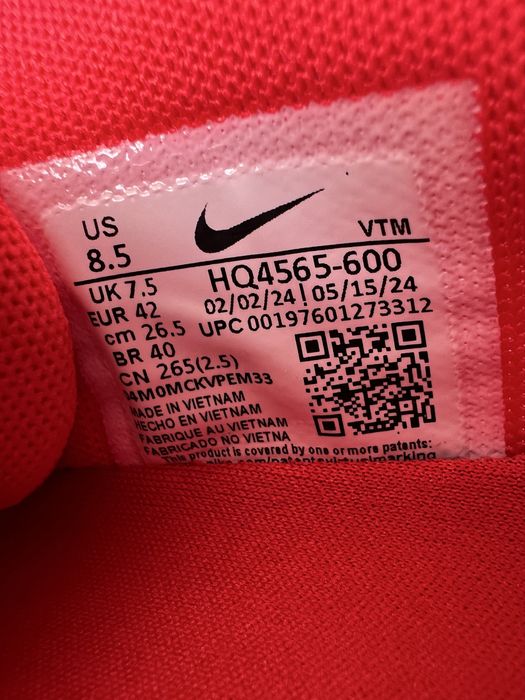 US
8.5
VTM
UK 7.5
HQ4565-600
EUR 42
02/02/24 | 05/15/24
cm 26.5
UPC 00197601273312
BR 40
CN 265(2.5)
4M0MCKVPEM33
MADE IN VIETNAM
HECHO EN VIETNAM
FABRIQUE AU VIETNAM
FABRICADO NO VIETNA
This product is covered by one or more patents: